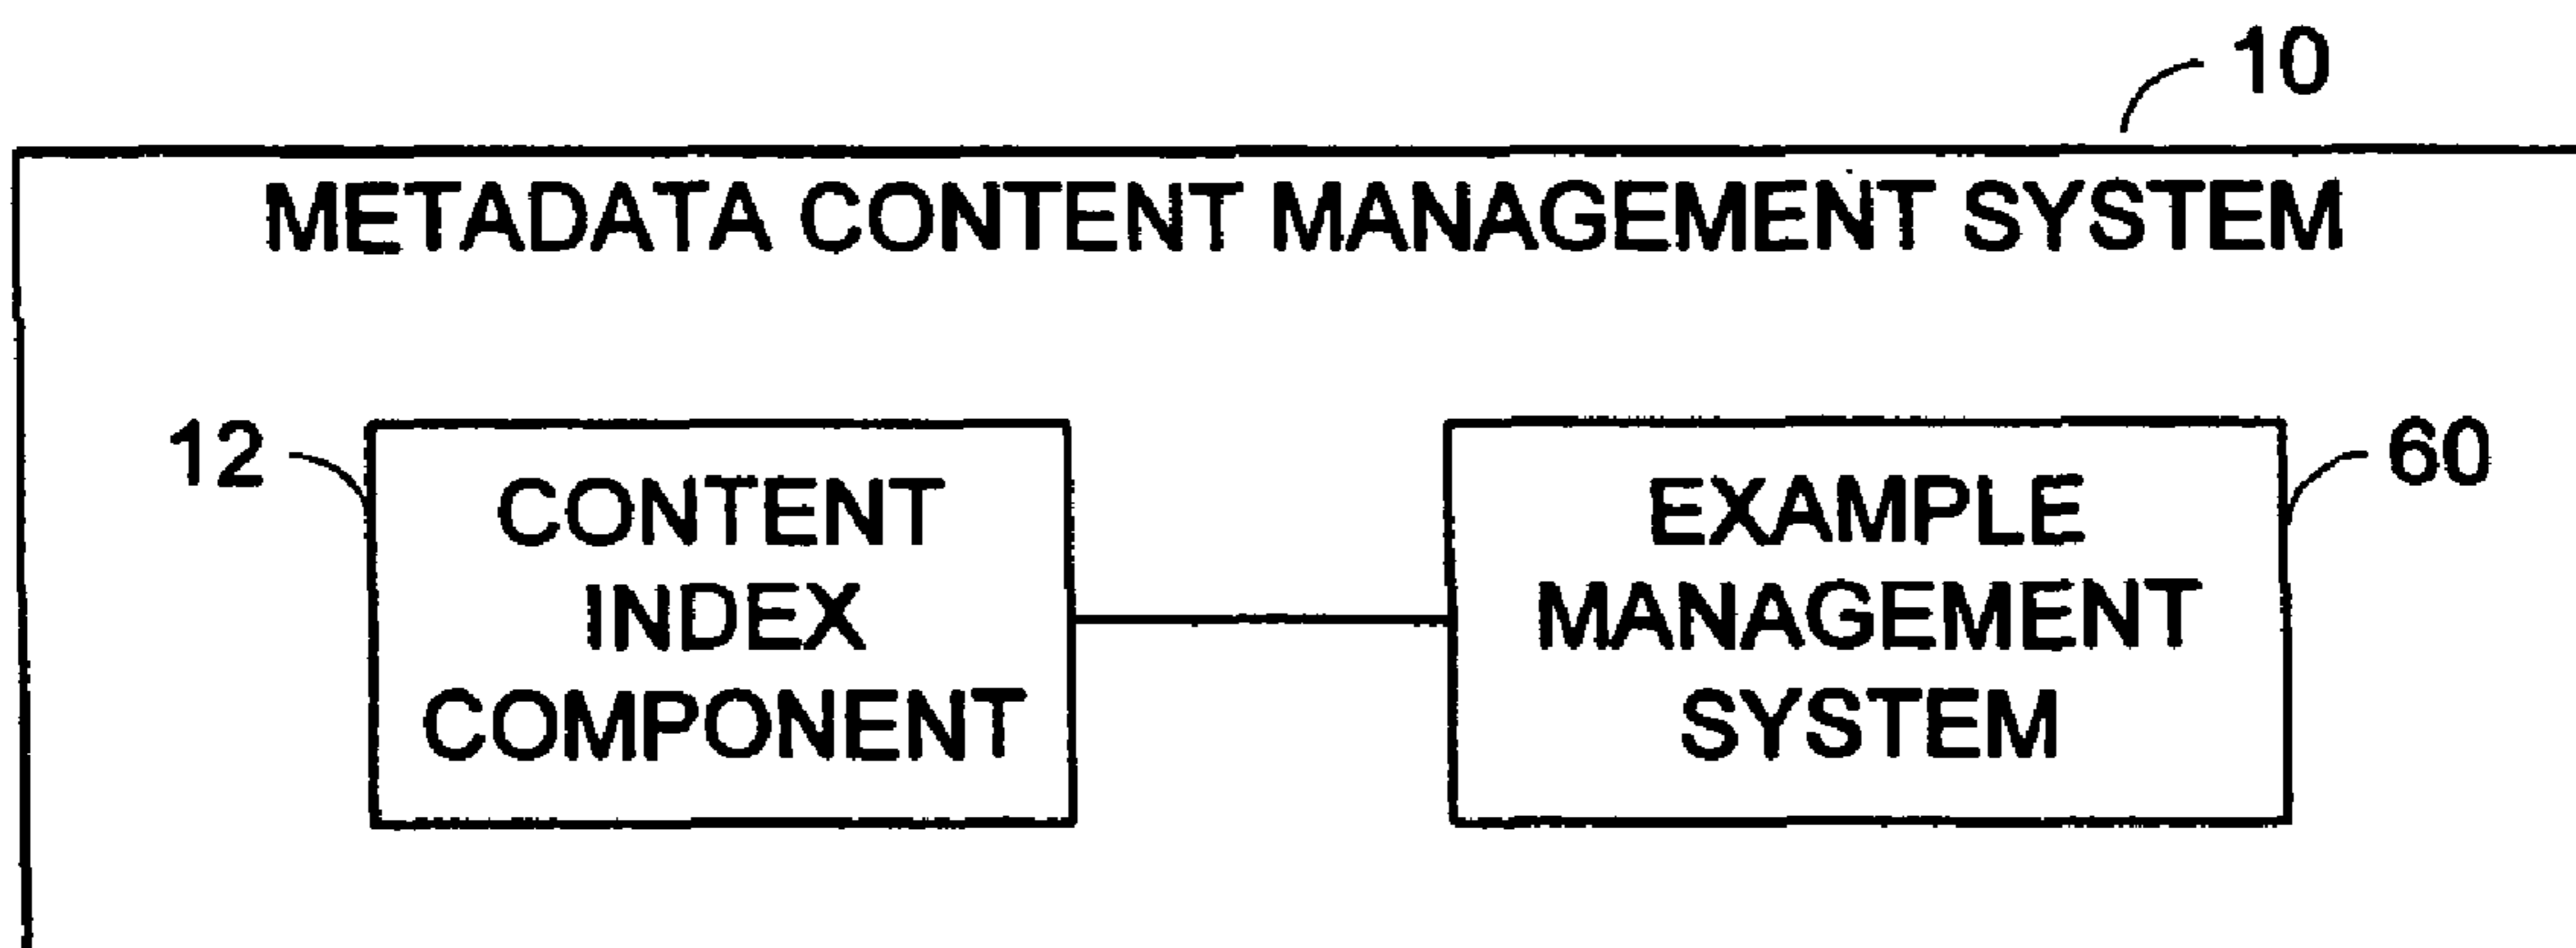 10
METADATA CONTENT MANAGEMENT SYSTEM
12
CONTENT
INDEX
COMPONENT
EXAMPLE
MANAGEMENT
SYSTEM
60